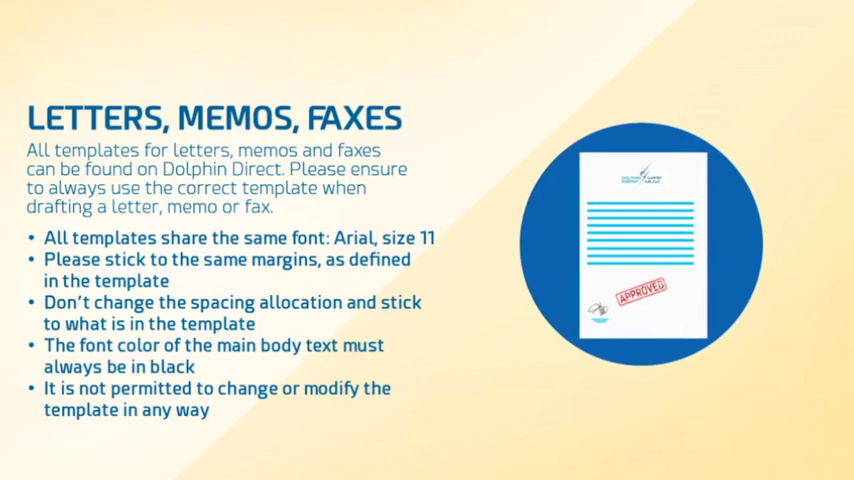 LETTERS, MEMOS, FAXES
All templates for letters, memos and faxes
can be found on Dolphin Direct. Please ensure
to always use the correct template when
drafting a letter, memo or fax.
• All templates share the same font: Arial, size 11
• Please stick to the same margins, as defined
in the template
• Don't change the spacing allocation and stick
to what is in the template
• The font color of the main body text must
always be in black
• It is not permitted to change or modify the
template in any way
DOLPHIN
ENERGY
APPROVED